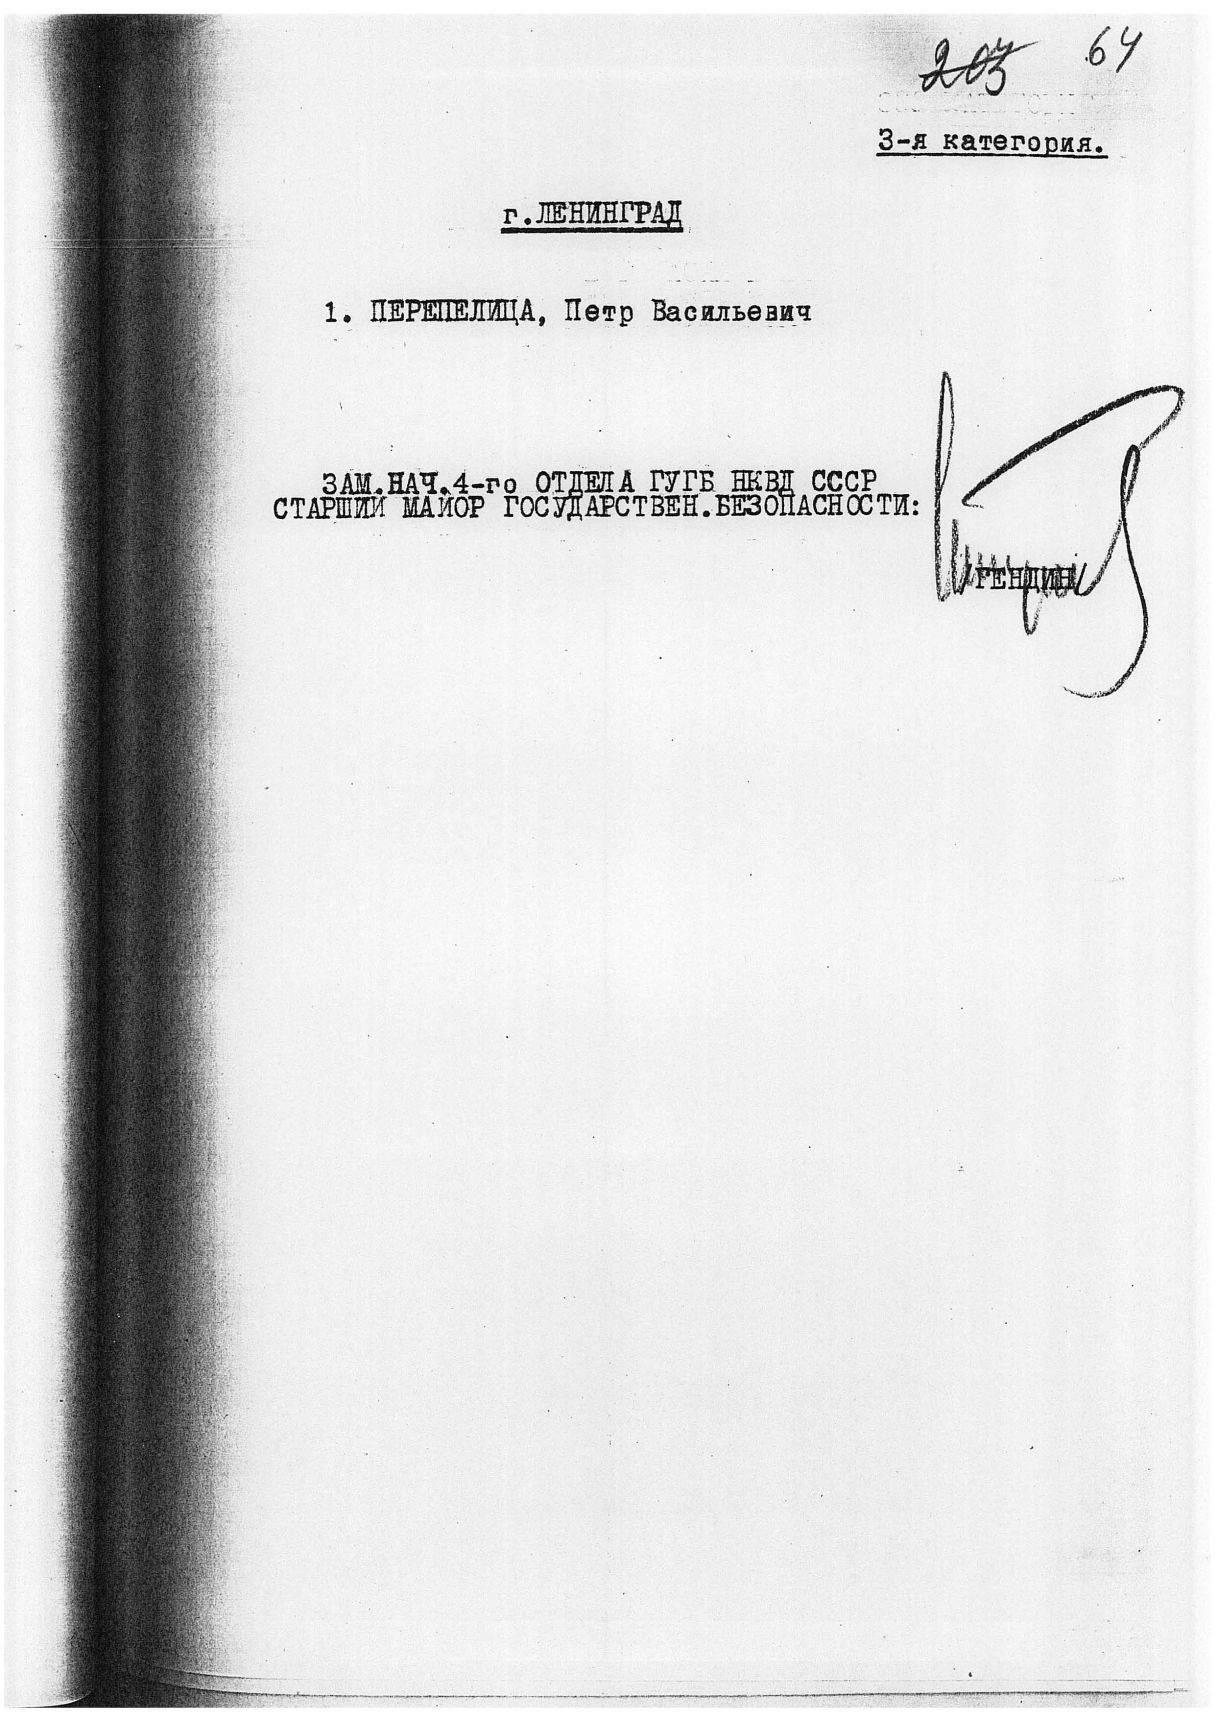 203 64
3-я категория.
г.ЛЕНИНГРАД
1. ПЕРЕПЕЛИЦА, Петр Васильевич
ЗАМ.НАЧ.4-го ОТДЕЛА ГУГБ НКВД СССР
СТАРШИЙ МАЙОР ГОСУДАРСТВЕН.БЕЗОПАСНОСТИ:
ГЕНДИН